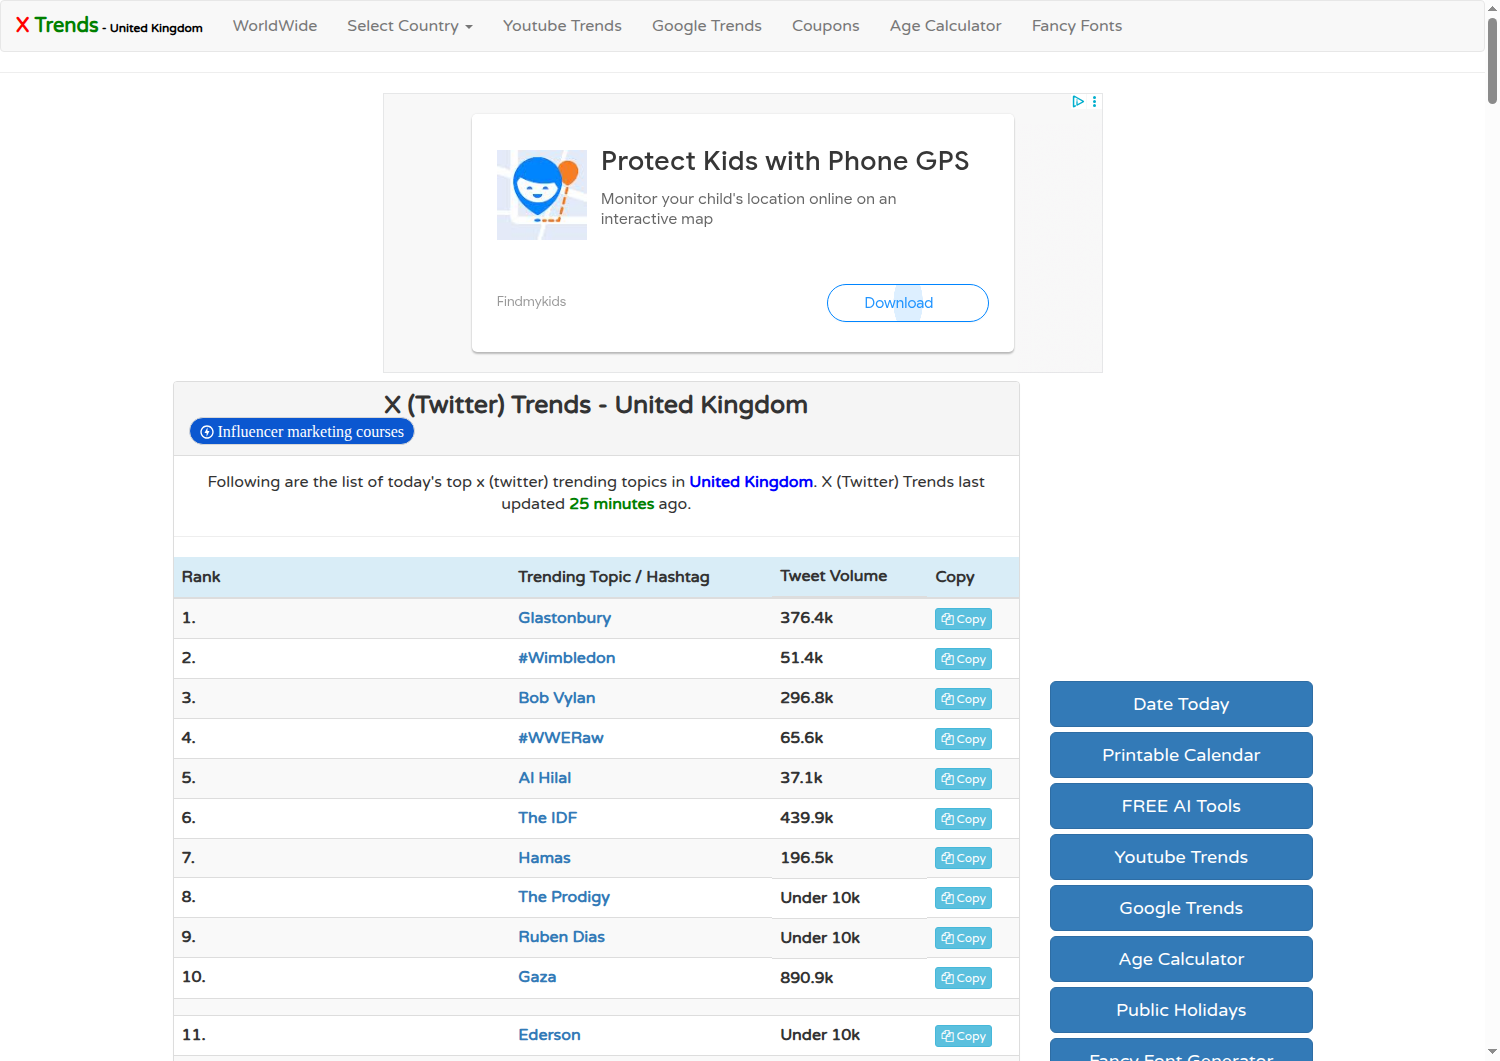 X Trends - United Kingdom WorldWide Select Country Youtube Trends Google Trends Coupons Age Calculator Fancy Fonts
Protect Kids with Phone GPS
Monitor your child's location online on an
interactive map
Findmykids
Download
X (Twitter) Trends - United Kingdom
Influencer marketing courses
Following are the list of today's top x (twitter) trending topics in United Kingdom. X (Twitter) Trends last
updated 25 minutes ago.
Rank Trending Topic / Hashtag Tweet Volume Copy
1. Glastonbury 376.4k Copy
2. #Wimbledon 51.4k Copy
3. Bob Vylan 296.8k Copy
4. #WWERaw 65.6k Copy
5. Al Hilal 37.1k Copy
6. The IDF 439.9k Copy
7. Hamas 196.5k Copy
8. The Prodigy Under 10k Copy
9. Ruben Dias Under 10k Copy
10. Gaza 890.9k Copy
11. Ederson Under 10k Copy
Date Today
Printable Calendar
FREE AI Tools
Youtube Trends
Google Trends
Age Calculator
Public Holidays
Fancy Font Generator